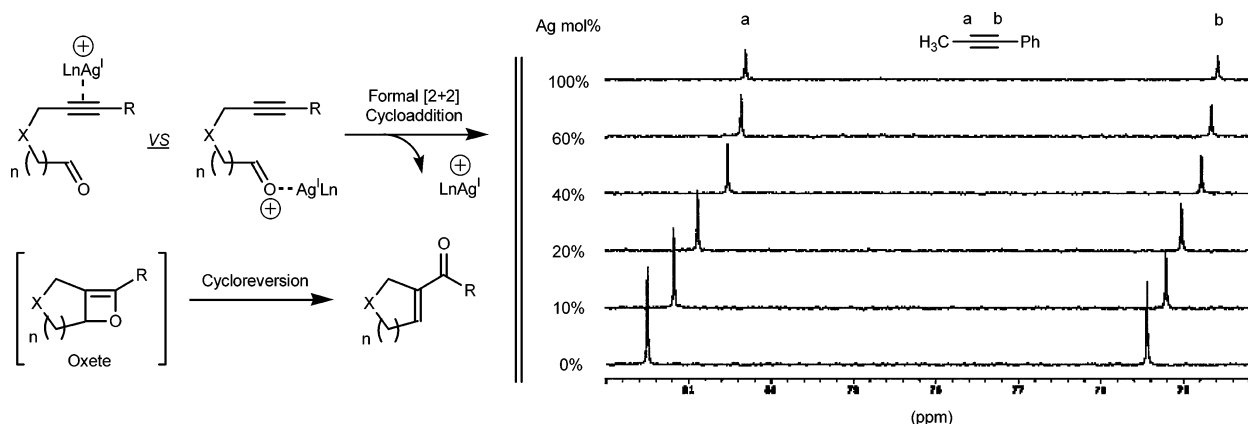 LnAgᴵ
⊕
R
X
n
O
VS
R
X
n
O
AgᴵLn
⊕
Formal [2+2]
Cycloaddition
⊕
LnAgᴵ
R
X
O
n
Oxete
Cycloreversion
O
R
X
n
Ag mol%
a
a b
H₃C Ph
b
100%
60%
40%
20%
10%
0%
77
(ppm)